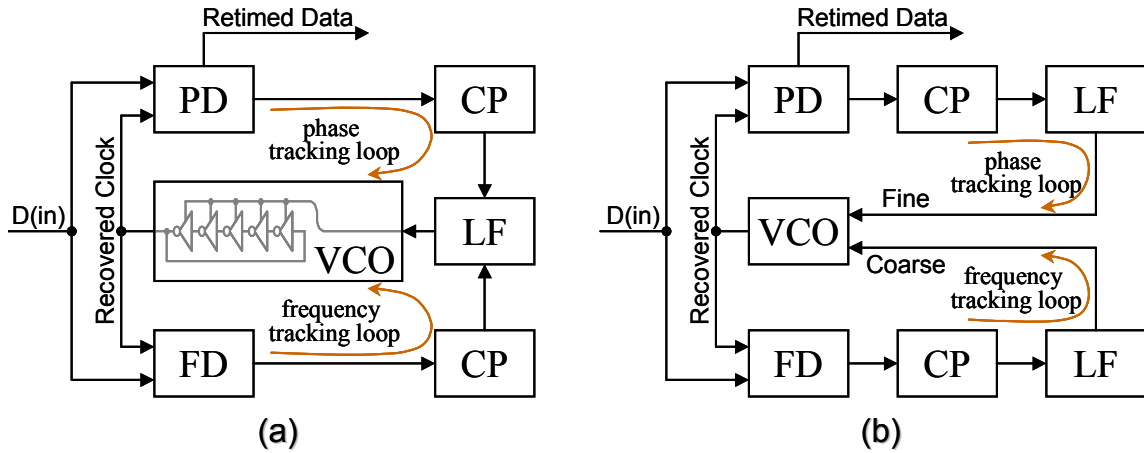 Retimed Data
PD
CP
phase
tracking loop
D(in)
Recovered Clock
VCO
LF
frequency
tracking loop
FD
CP
(a)
Retimed Data
PD
CP
LF
phase
tracking loop
D(in)
Recovered Clock
VCO
Fine
Coarse
frequency
tracking loop
FD
CP
LF
(b)